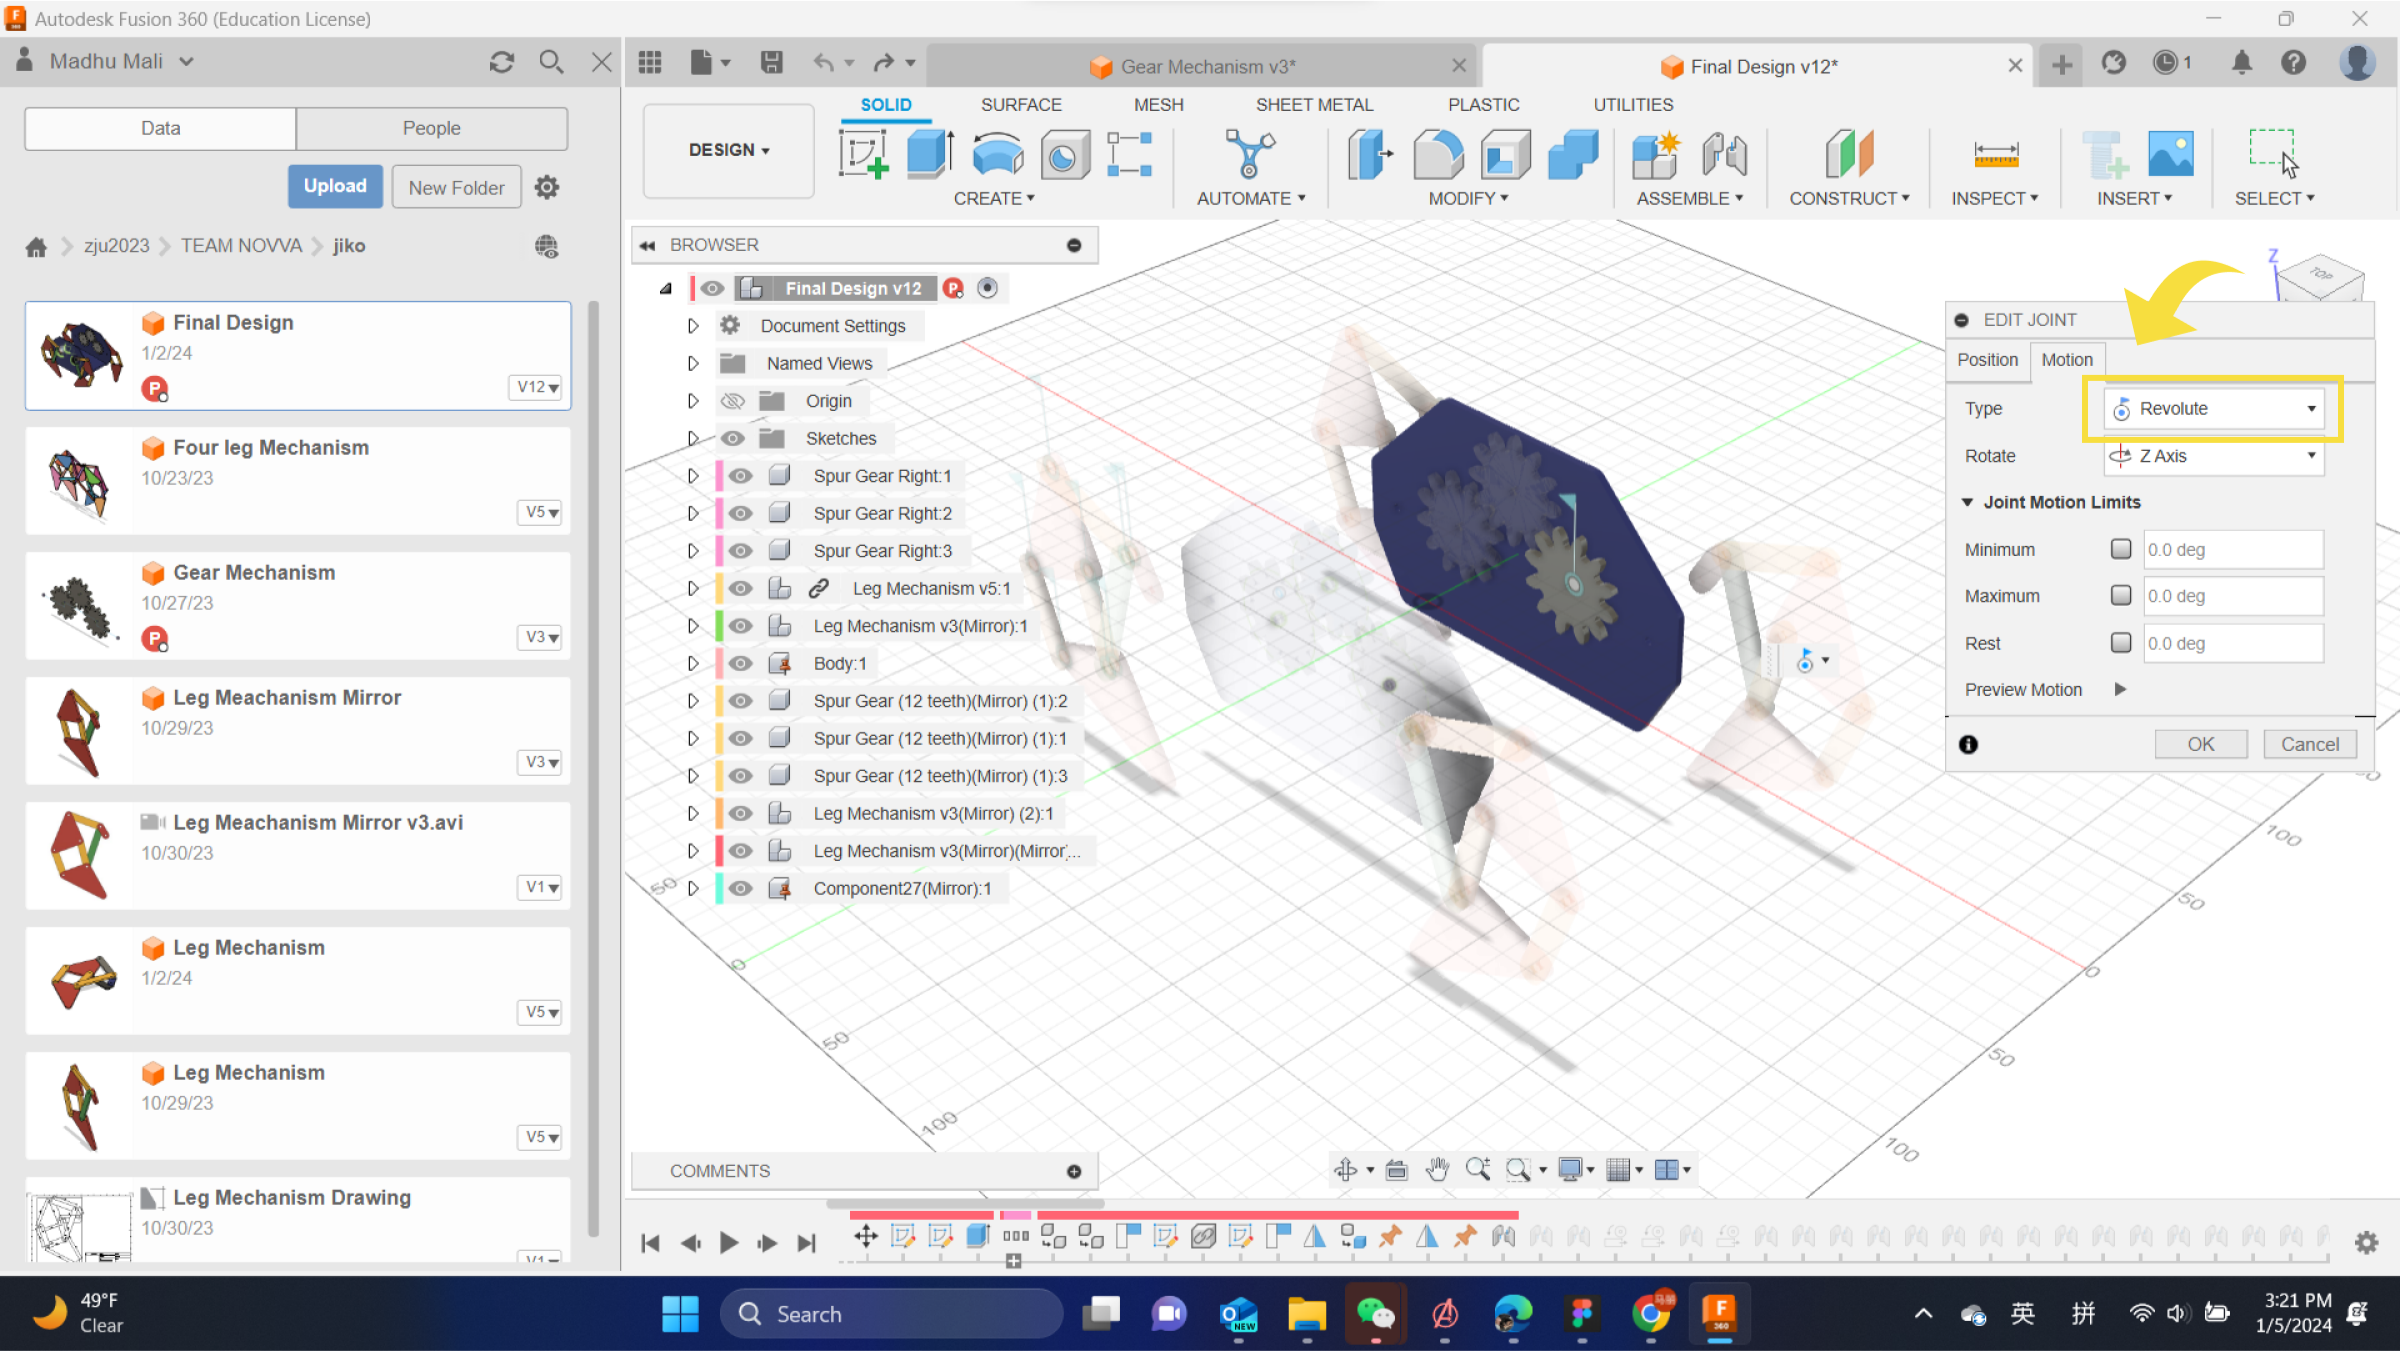 Autodesk Fusion 360 (Education License)
Madhu Mali
Gear Mechanism v3*
Final Design v12*
1
Data
People
Upload
New Folder
zju2023
TEAM NOVVA
jiko
Final Design
1/2/24
V12
Four leg Mechanism
10/23/23
V5
Gear Mechanism
10/27/23
V3
Leg Meachanism Mirror
10/29/23
V3
Leg Meachanism Mirror v3.avi
10/30/23
V1
Leg Mechanism
1/2/24
V5
Leg Mechanism
10/29/23
V5
Leg Mechanism Drawing
10/30/23
V1
DESIGN
SOLID
SURFACE
MESH
SHEET METAL
PLASTIC
UTILITIES
CREATE
AUTOMATE
MODIFY
ASSEMBLE
CONSTRUCT
INSPECT
INSERT
SELECT
BROWSER
Final Design v12
Document Settings
Named Views
Origin
Sketches
Spur Gear Right:1
Spur Gear Right:2
Spur Gear Right:3
Leg Mechanism v5:1
Leg Mechanism v3(Mirror):1
Body:1
Spur Gear (12 teeth)(Mirror) (1):2
Spur Gear (12 teeth)(Mirror) (1):1
Spur Gear (12 teeth)(Mirror) (1):3
Leg Mechanism v3(Mirror) (2):1
Leg Mechanism v3(Mirror)(Mirror)...
Component27(Mirror):1
Z
TOP
EDIT JOINT
Position
Motion
Type
Revolute
Rotate
Z Axis
Joint Motion Limits
Minimum
0.0 deg
Maximum
0.0 deg
Rest
0.0 deg
Preview Motion
OK
Cancel
50
0
50
100
100
50
0
50
100
COMMENTS
49°F
Clear
Search
NEW
360
英
拼
3:21 PM
1/5/2024